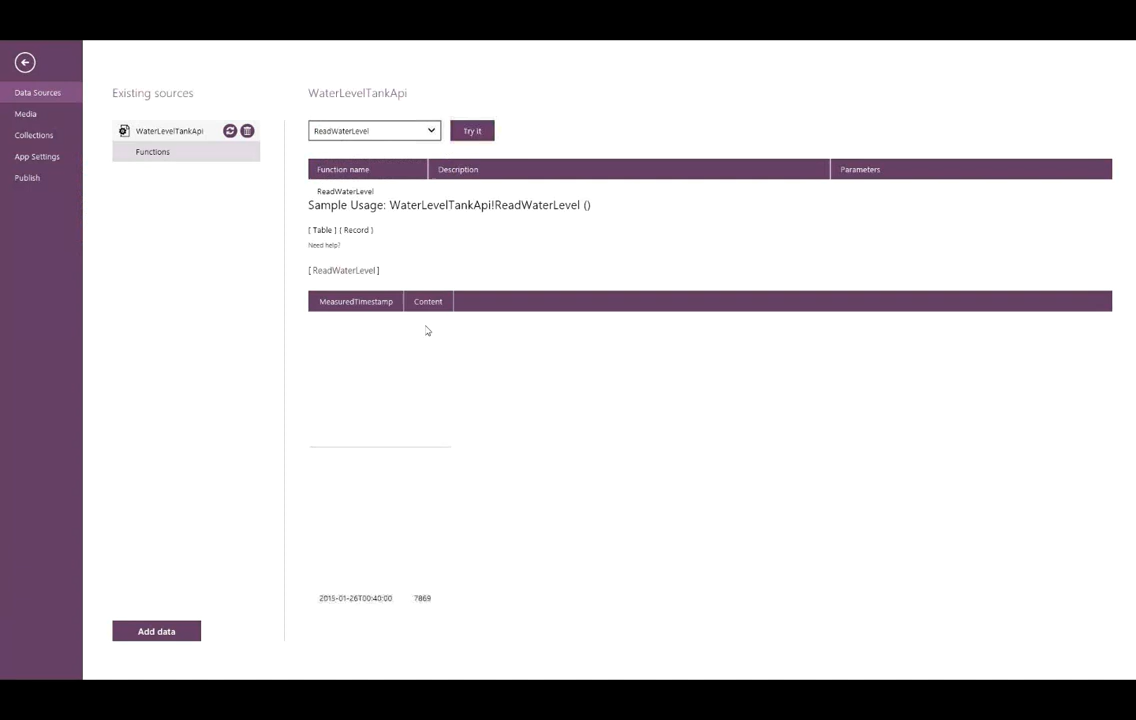 Data Sources
Media
Collections
App Settings
Publish
Existing sources
WaterLevelTankApi
Functions
Add data
WaterLevelTankApi
ReadWaterLevel
Try it
Function name Description Parameters
ReadWaterLevel
Sample Usage: WaterLevelTankApi!ReadWaterLevel ()
[ Table ] { Record }
Need help?
[ ReadWaterLevel ]
MeasuredTimestamp Content
2015-01-26T00:40:00 7869